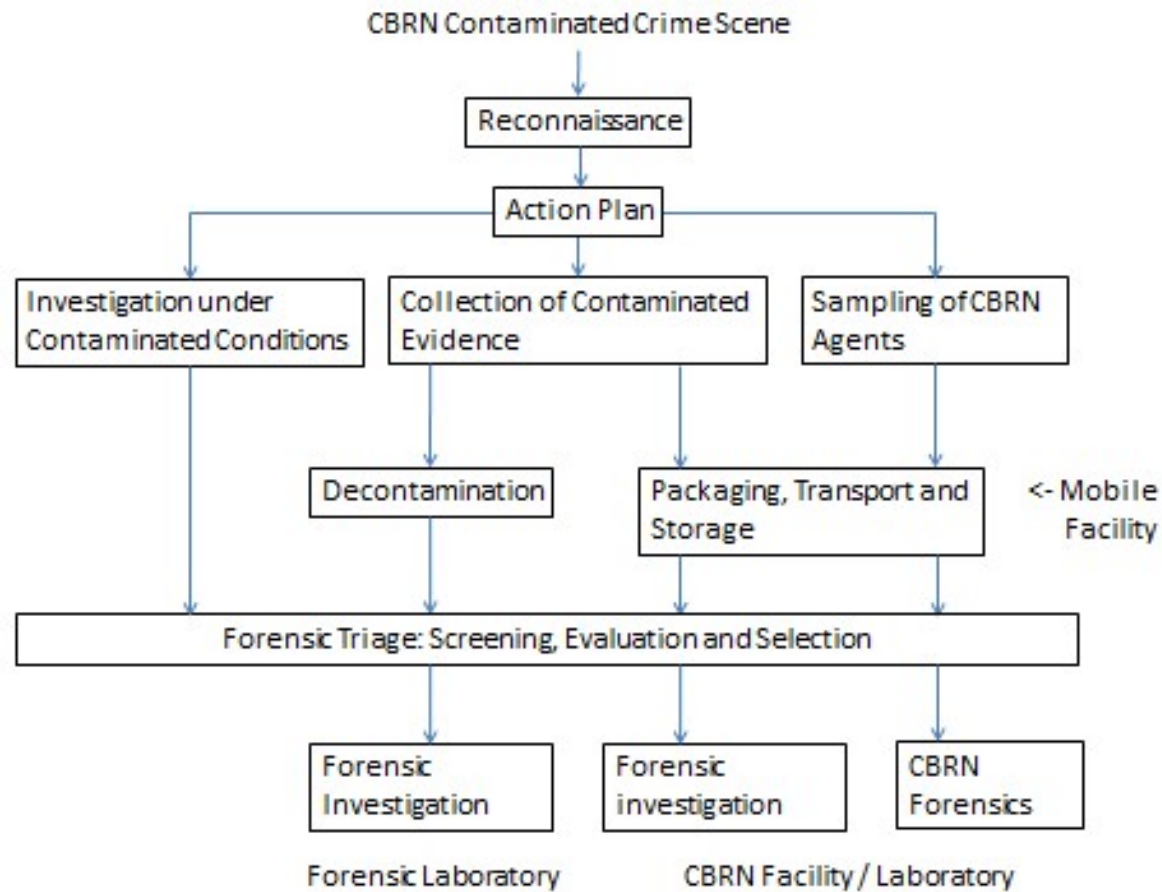 CBRN Contaminated Crime Scene
Reconnaissance
Action Plan
Investigation under
Contaminated Conditions
Collection of Contaminated
Evidence
Sampling of CBRN
Agents
Decontamination
Packaging, Transport and
Storage
<- Mobile
Facility
Forensic Triage: Screening, Evaluation and Selection
Forensic
Investigation
Forensic
investigation
CBRN
Forensics
Forensic Laboratory
CBRN Facility / Laboratory